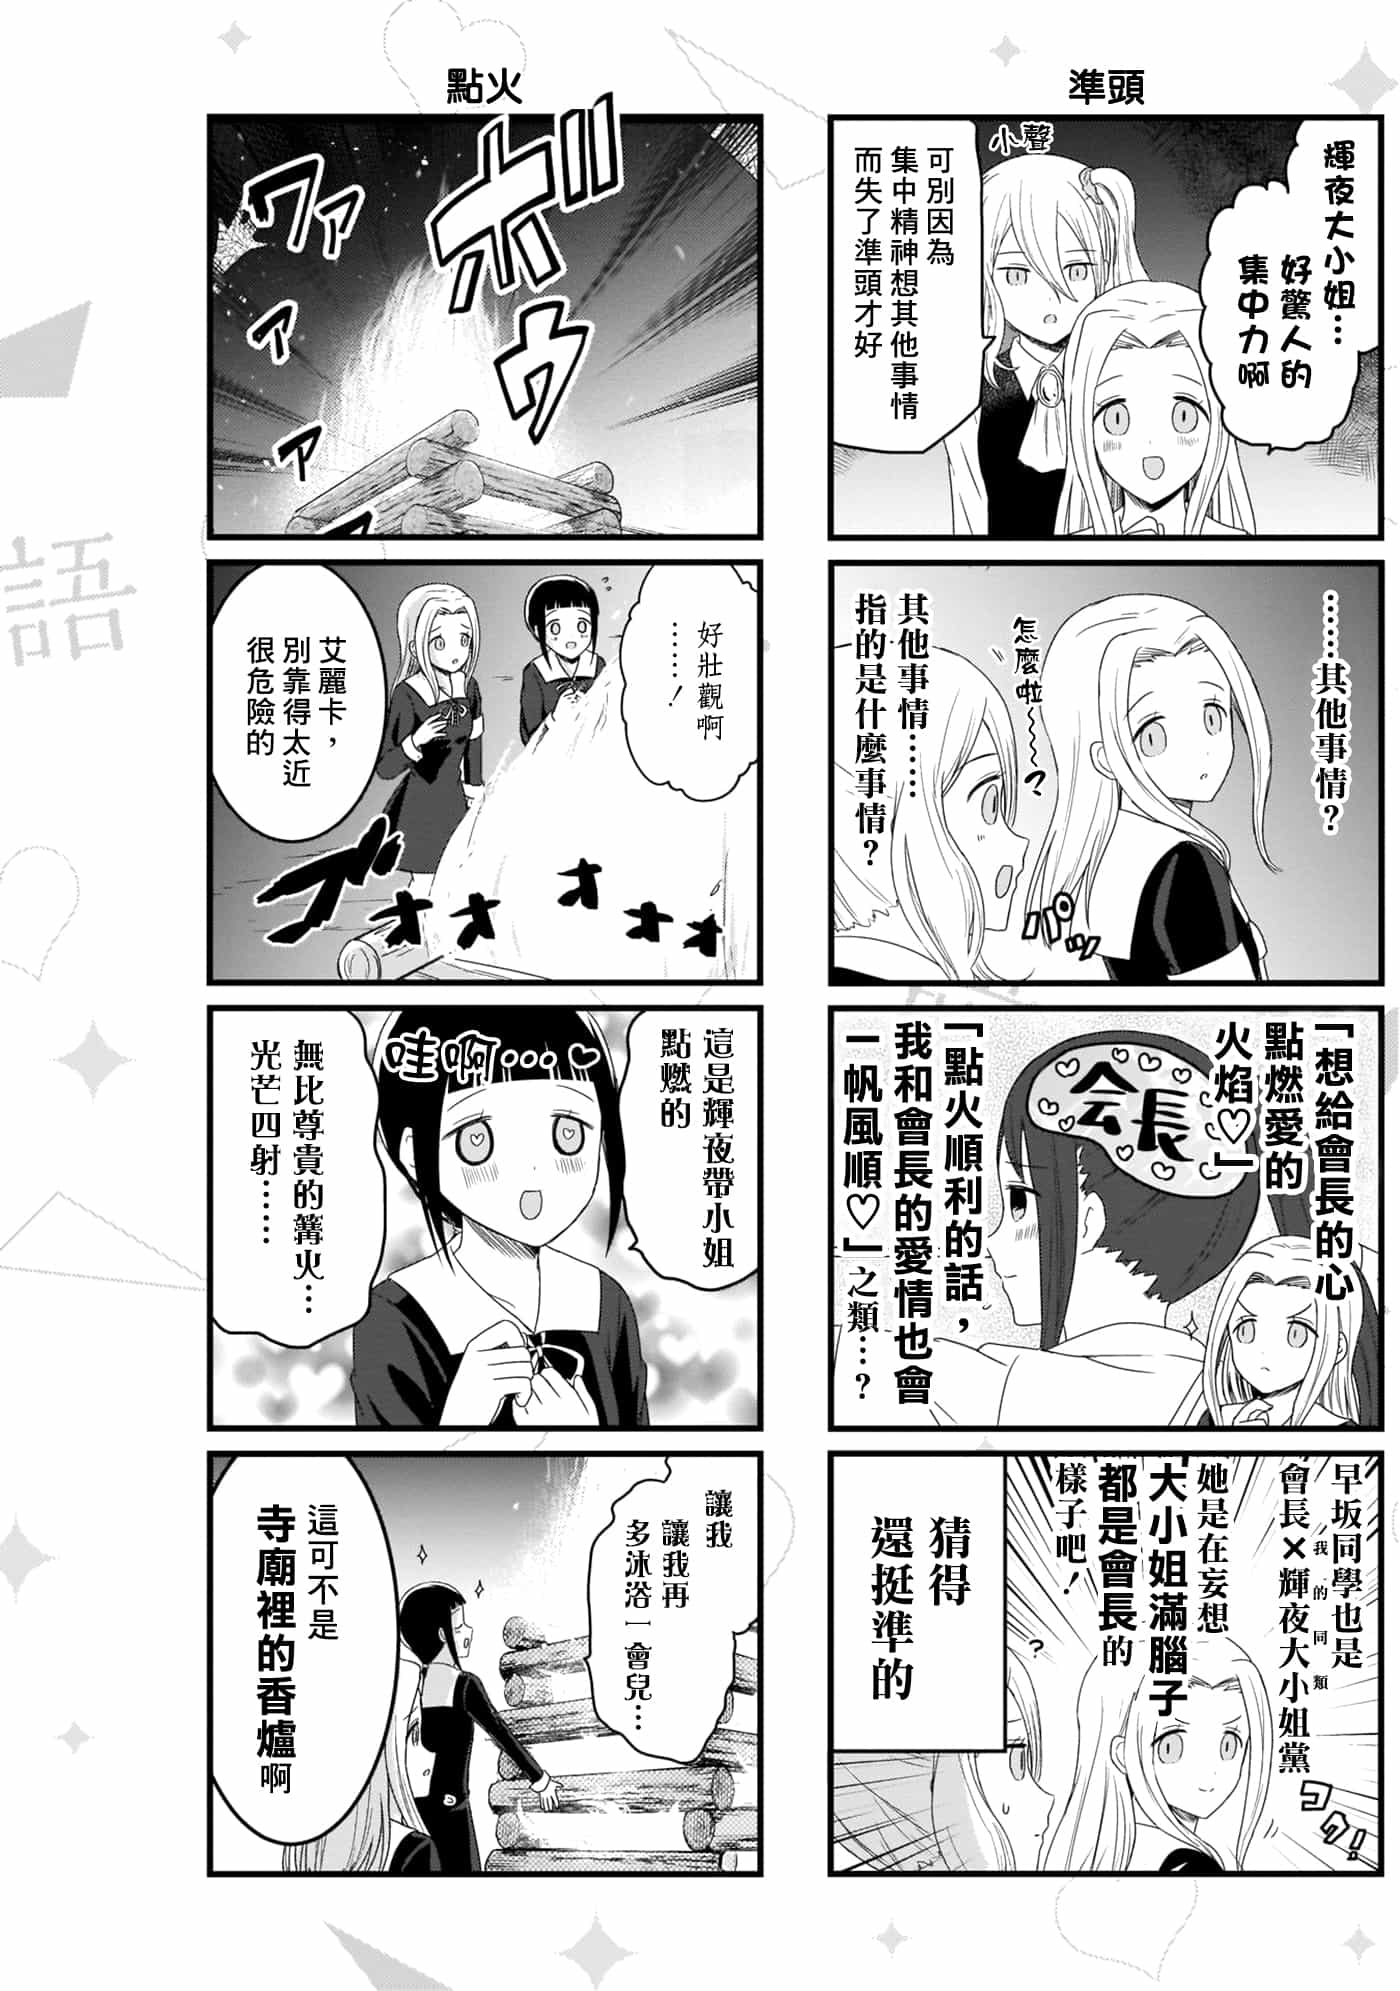 準頭
輝夜大小姐…
好驚人的
集中力啊
小聲
可別因為
集中精神想其他事情
而失了準頭才好
……其他事情？
怎麼啦～～？
其他事情……
指的是什麼事情？
パッ
「想給會長的心
點燃愛的
火焰♡」
会長
「點火順利的話，
我和會長的愛情也會
一帆風順♡」之類…？
早坂同學也是
會長×輝夜大小姐黨
我的同類
她是在妄想
大小姐滿腦子
都是會長的
樣子吧！
コクッ！
?
猜得
還挺準的
點火
ボウッ
ワァァ
アァァ
好壯觀啊
……！
艾麗卡，
別靠得太近
很危險的
ゴォォォォ
這是輝夜帶小姐
點燃的
哇啊…♡
無比尊貴的篝火…
光芒四射……
讓我
讓我再
多沐浴一會兒…
這可不是
寺廟裡的香爐啊
語